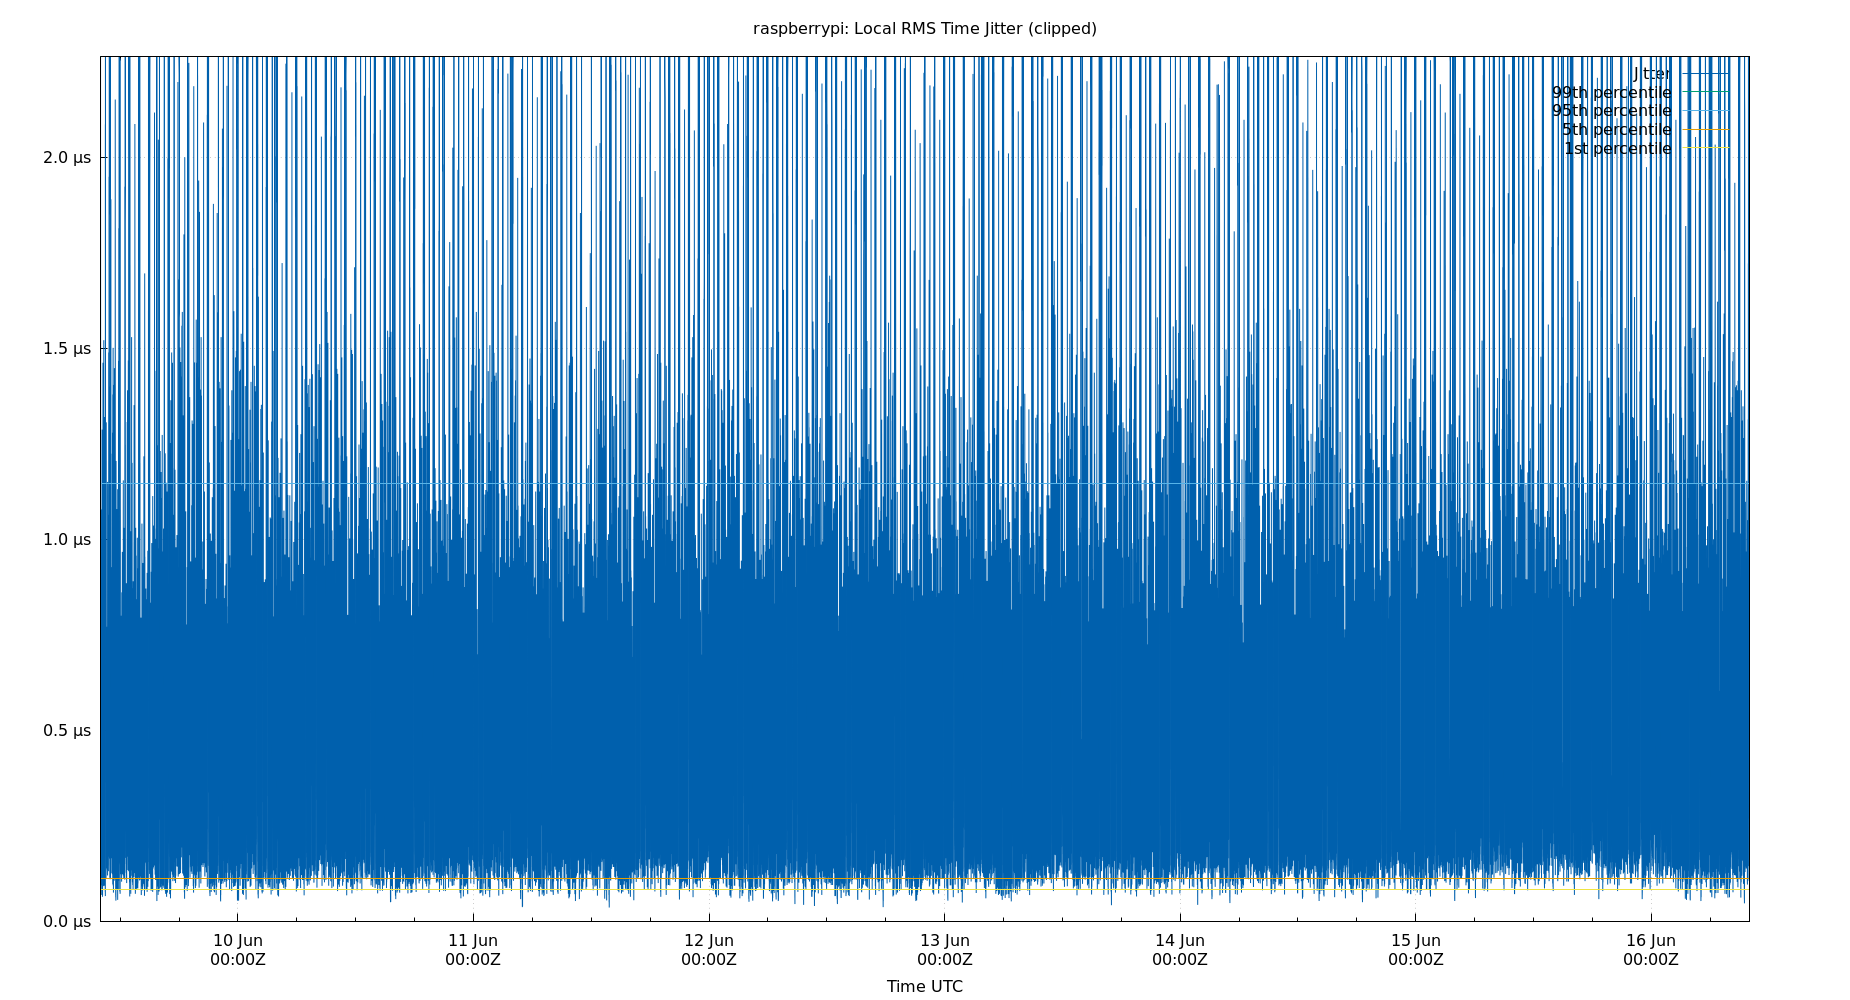 raspberrypi: Local RMS Time Jitter (clipped)
Jitter
99th percentile
95th percentile
5th percentile
1st percentile
2.0 µs
1.5 µs
1.0 µs
0.5 µs
0.0 µs
10 Jun 11 Jun 12 Jun 13 Jun 14 Jun 15 Jun 16 Jun
00:00Z 00:00Z 00:00Z 00:00Z 00:00Z 00:00Z 00:00Z
Time UTC